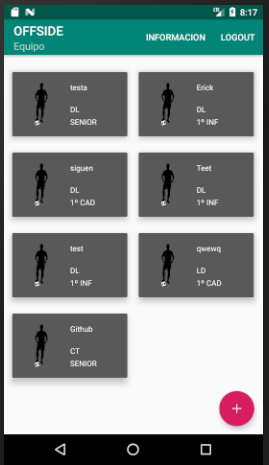 8:17
OFFSIDE
Equipo
INFORMACION LOGOUT
testa
DL
SENIOR
Erick
DL
1º INF
siguen
DL
1º CAD
Teet
DL
1º INF
test
DL
1º INF
qwewq
LD
1º CAD
Github
CT
SENIOR
+